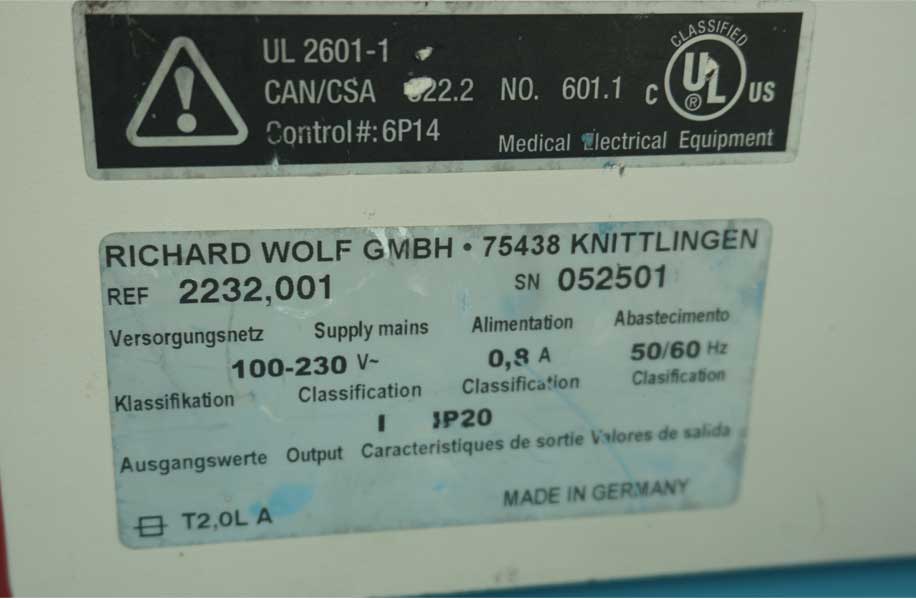 UL 2601-1
CAN/CSA 22.2 NO. 601.1
Control#: 6P14
CLASSIFIED
C UL ® US
Medical Electrical Equipment
RICHARD WOLF GMBH • 75438 KNITTLINGEN
REF 2232,001 SN 052501
Versorgungsnetz Supply mains Alimentation Abastecimento
100-230 V~ 0,8 A 50/60 Hz
Klassifikation Classification Classification Clasification
I IP20
Ausgangswerte Output Caracteristiques de sortie Valores de salida
MADE IN GERMANY
T2,0L A